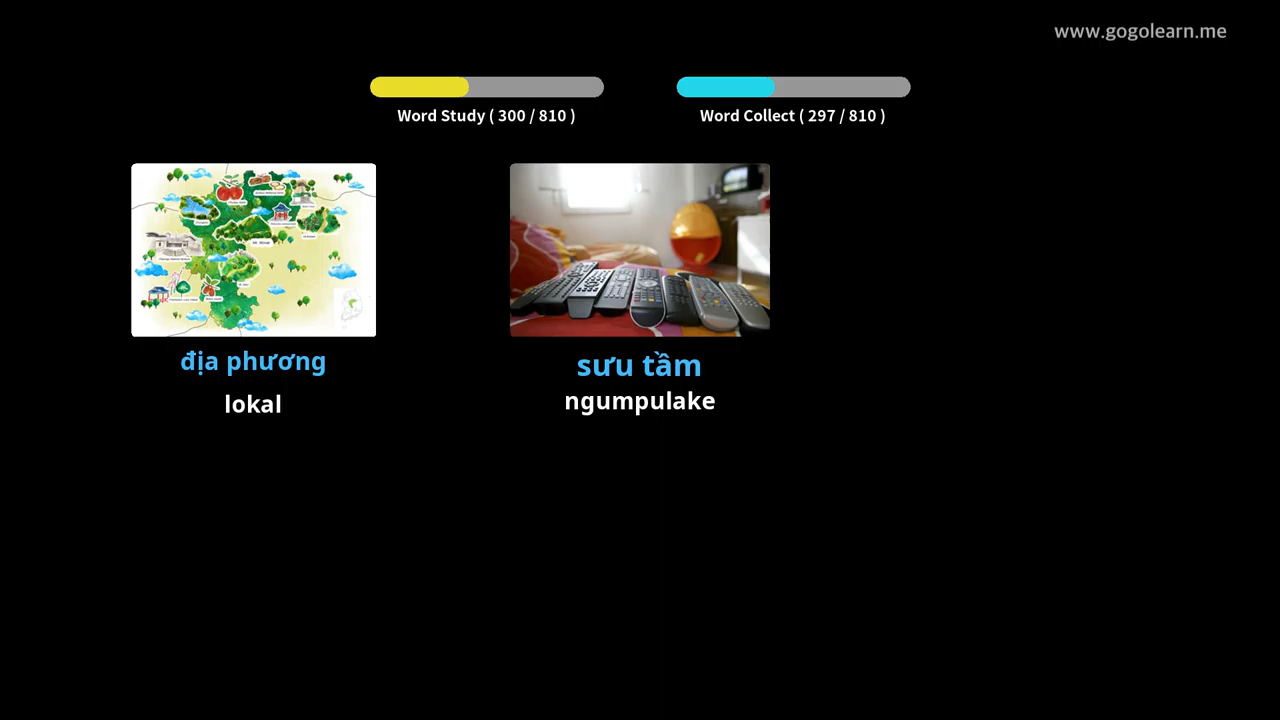 www.gogolearn.me
Word Study ( 300 / 810 )
Word Collect ( 297 / 810 )
địa phương
lokal
sưu tầm
ngumpulake